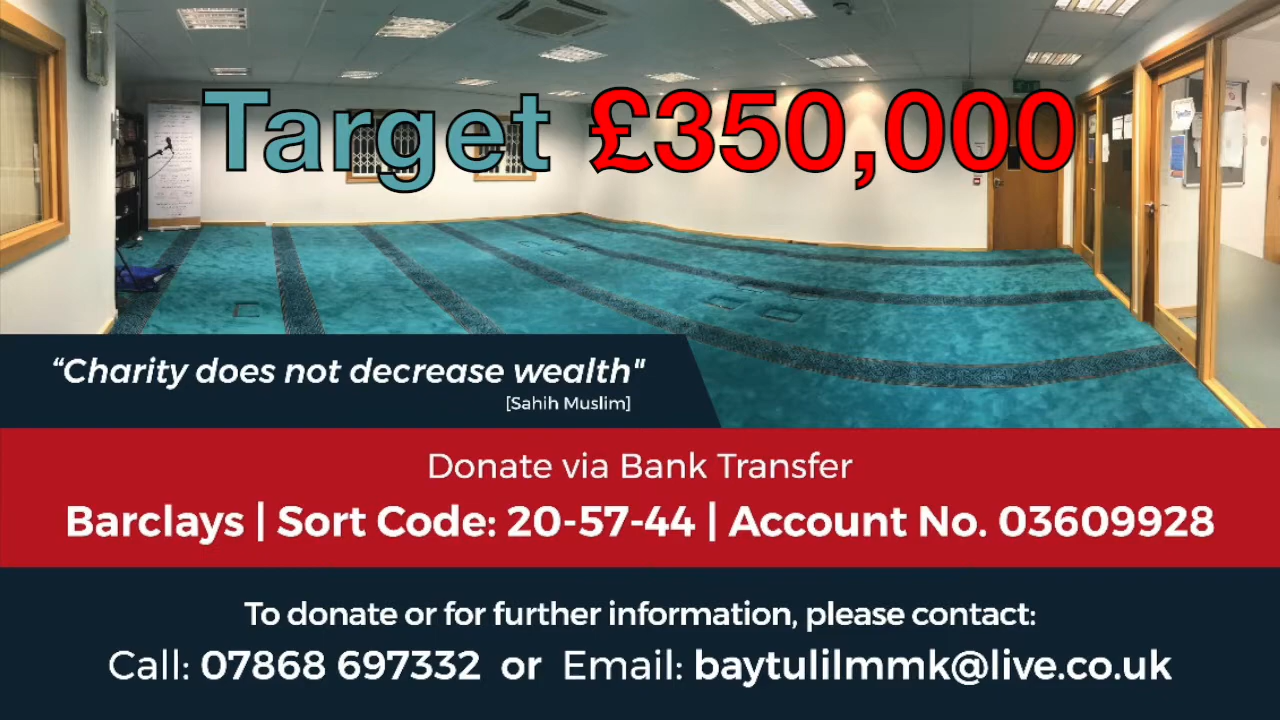 Target £350,000
“Charity does not decrease wealth"
[Sahih Muslim]
Donate via Bank Transfer
Barclays | Sort Code: 20-57-44 | Account No. 03609928
To donate or for further information, please contact:
Call: 07868 697332 or Email: baytulilmmk@live.co.uk